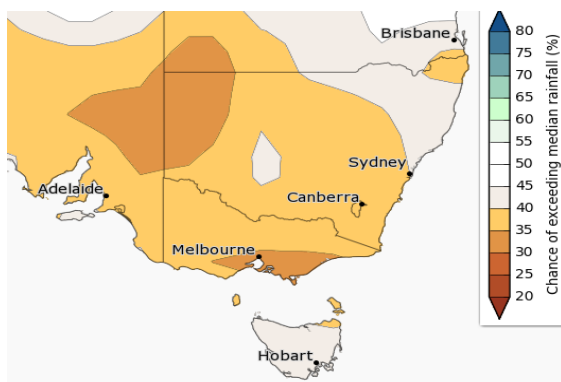 Brisbane
Sydney
Canberra
Adelaide
Melbourne
Hobart
80
75
70
65
60
55
50
45
40
35
30
25
20
Chance of exceeding median rainfall (%)